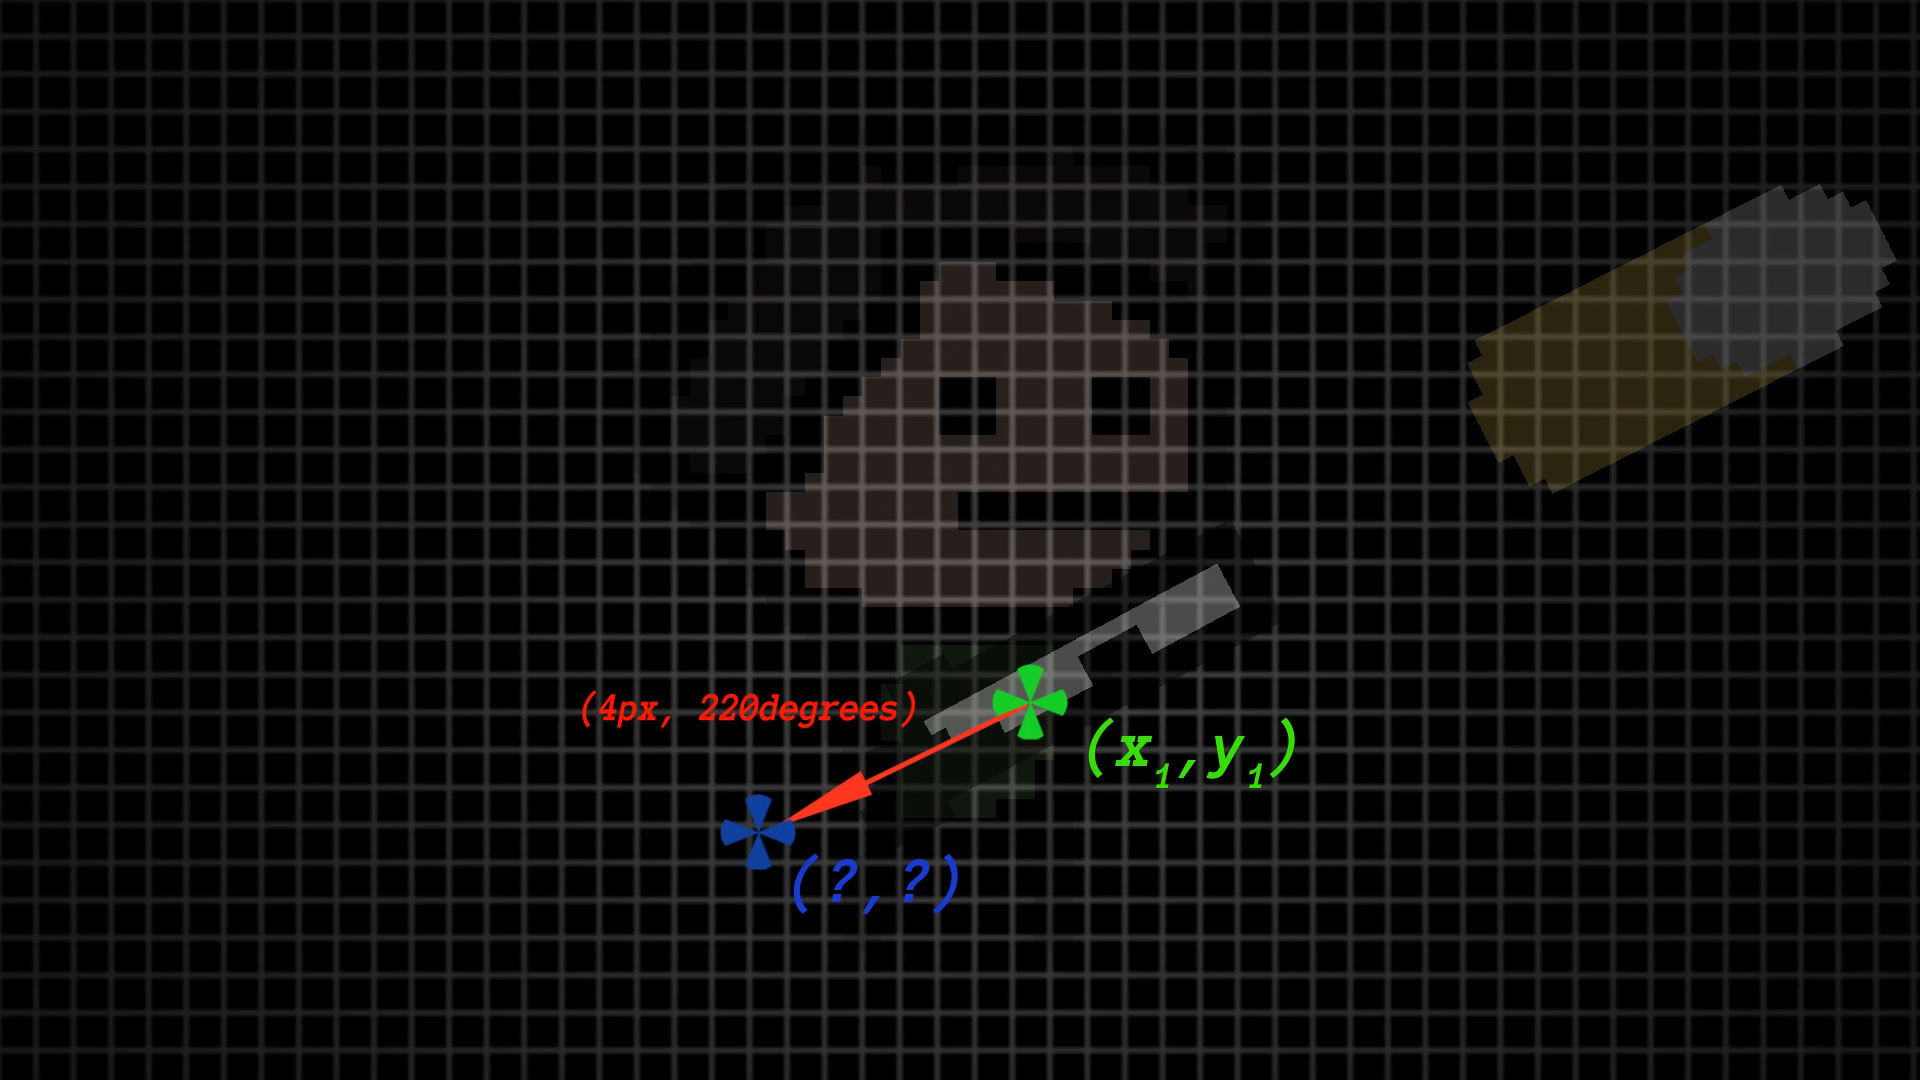 (4px, 220degrees)
(x₁,y₁)
(?,?)